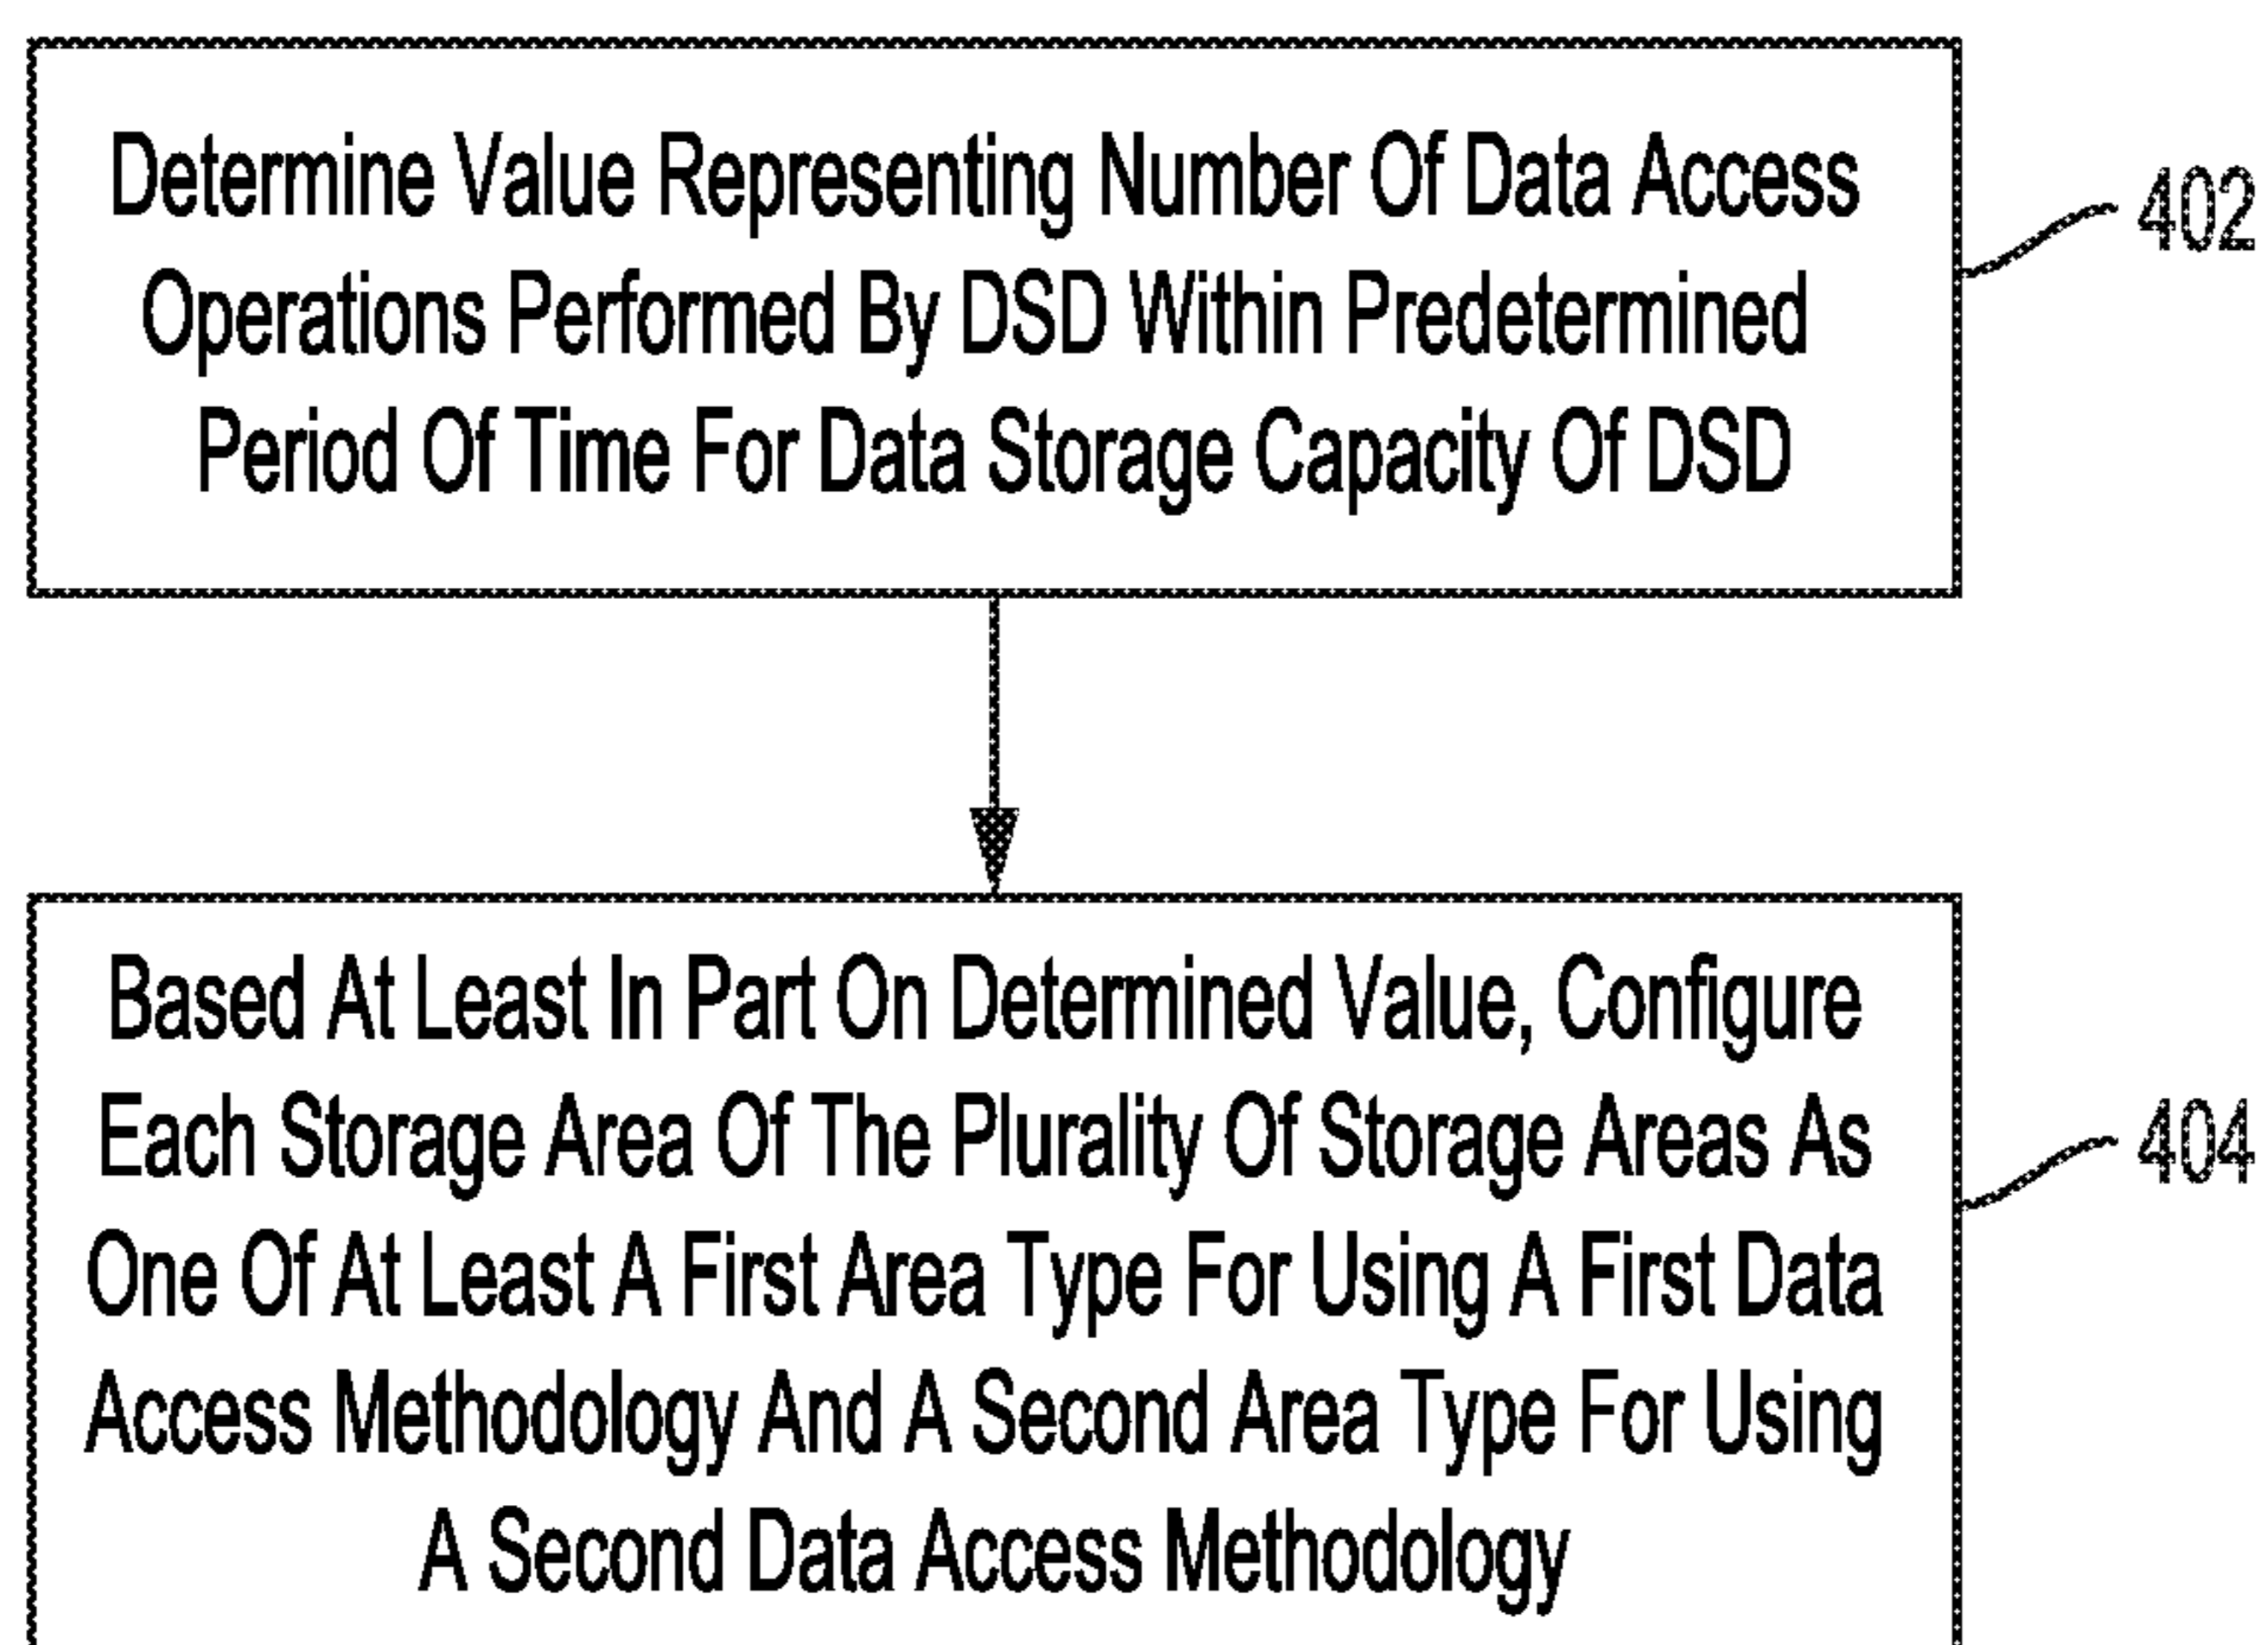 Determine Value Representing Number Of Data Access
Operations Performed By DSD Within Predetermined
Period Of Time For Data Storage Capacity Of DSD
402
Based At Least In Part On Determined Value, Configure
Each Storage Area Of The Plurality Of Storage Areas As
One Of At Least A First Area Type For Using A First Data
Access Methodology And A Second Area Type For Using
A Second Data Access Methodology
404